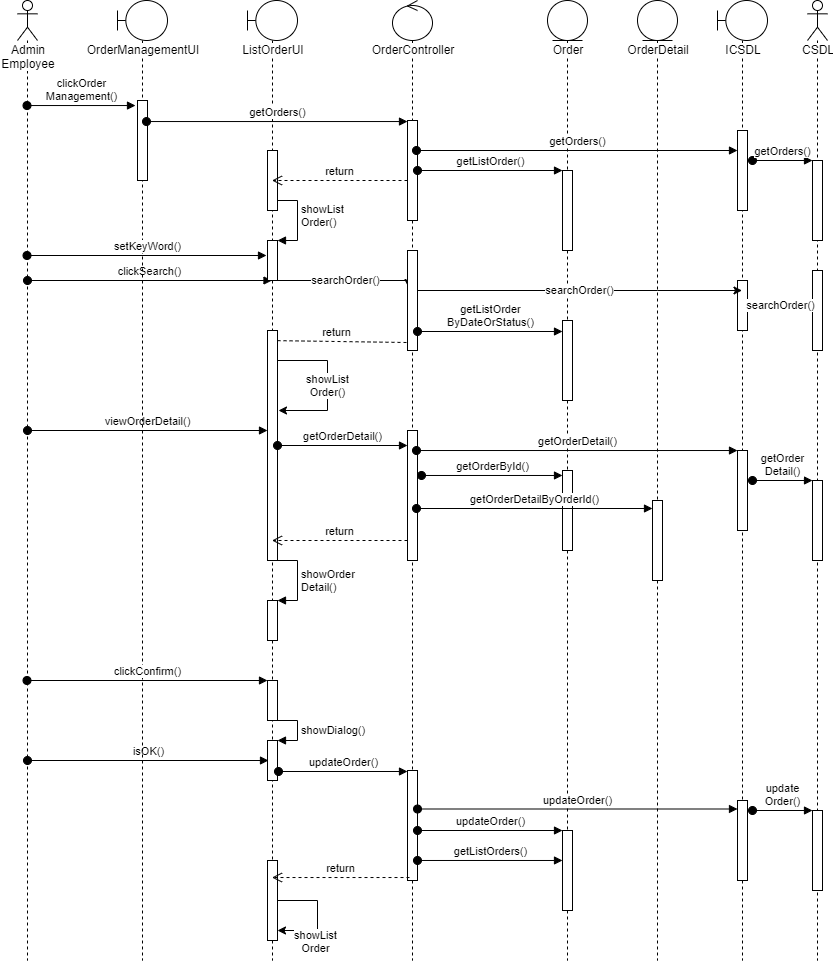 Admin
Employee
OrderManagementUI
ListOrderUI
OrderController
Order
OrderDetail
ICSDL
CSDL
clickOrder
Management()
getOrders()
getOrders()
getOrders()
getListOrder()
return
showList
Order()
setKeyWord()
clickSearch()
searchOrder()
searchOrder()
searchOrder()
getListOrder
ByDateOrStatus()
return
showList
Order()
viewOrderDetail()
getOrderDetail()
getOrderDetail()
getOrder
Detail()
getOrderById()
getOrderDetailByOrderId()
return
showOrder
Detail()
clickConfirm()
showDialog()
isOK()
updateOrder()
updateOrder()
update
Order()
updateOrder()
getListOrders()
return
showList
Order